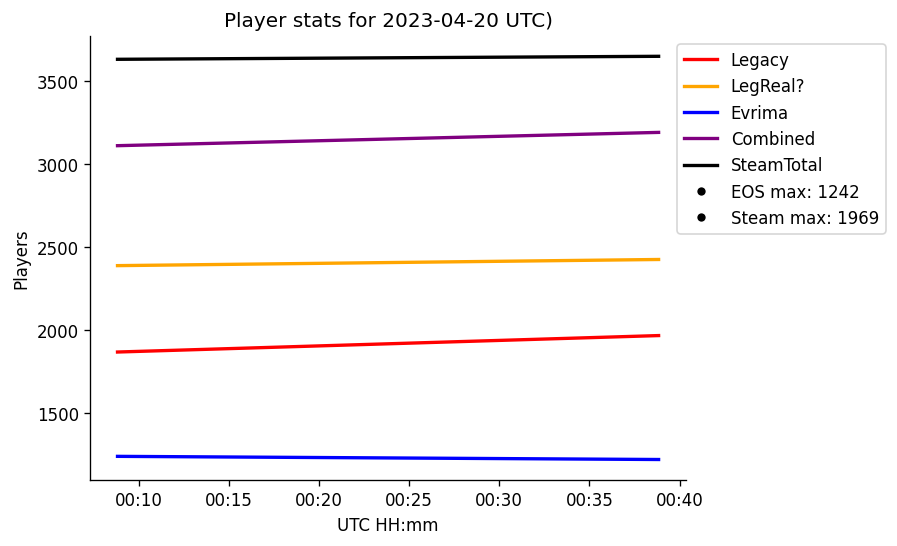 Player stats for 2023-04-20 UTC)
Legacy
LegReal?
Evrima
Combined
SteamTotal
EOS max: 1242
Steam max: 1969
Players
3500
3000
2500
2000
1500
00:10 00:15 00:20 00:25 00:30 00:35 00:40
UTC HH:mm